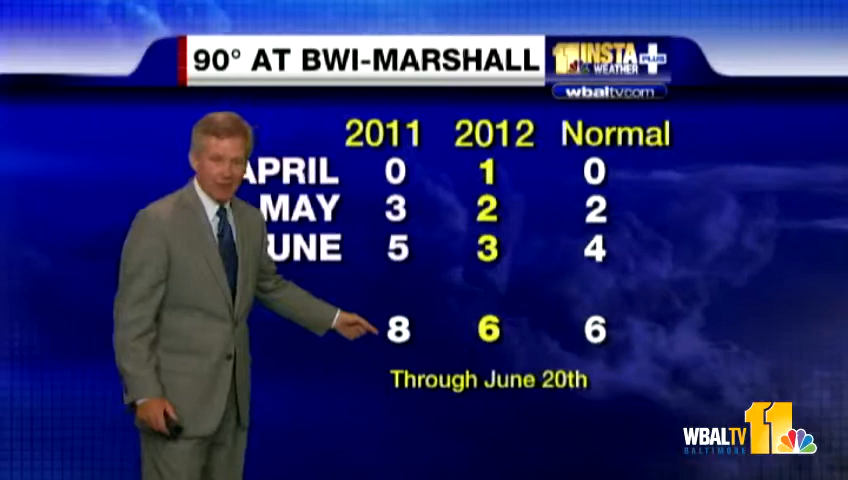 90° AT BWI-MARSHALL
11 INSTA
WEATHER PLUS
wbaltv.com
2011 2012 Normal
APRIL 0 1 0
MAY 3 2 2
UNE 5 3 4
8 6 6
Through June 20th
WBALTV 11
BALTIMORE